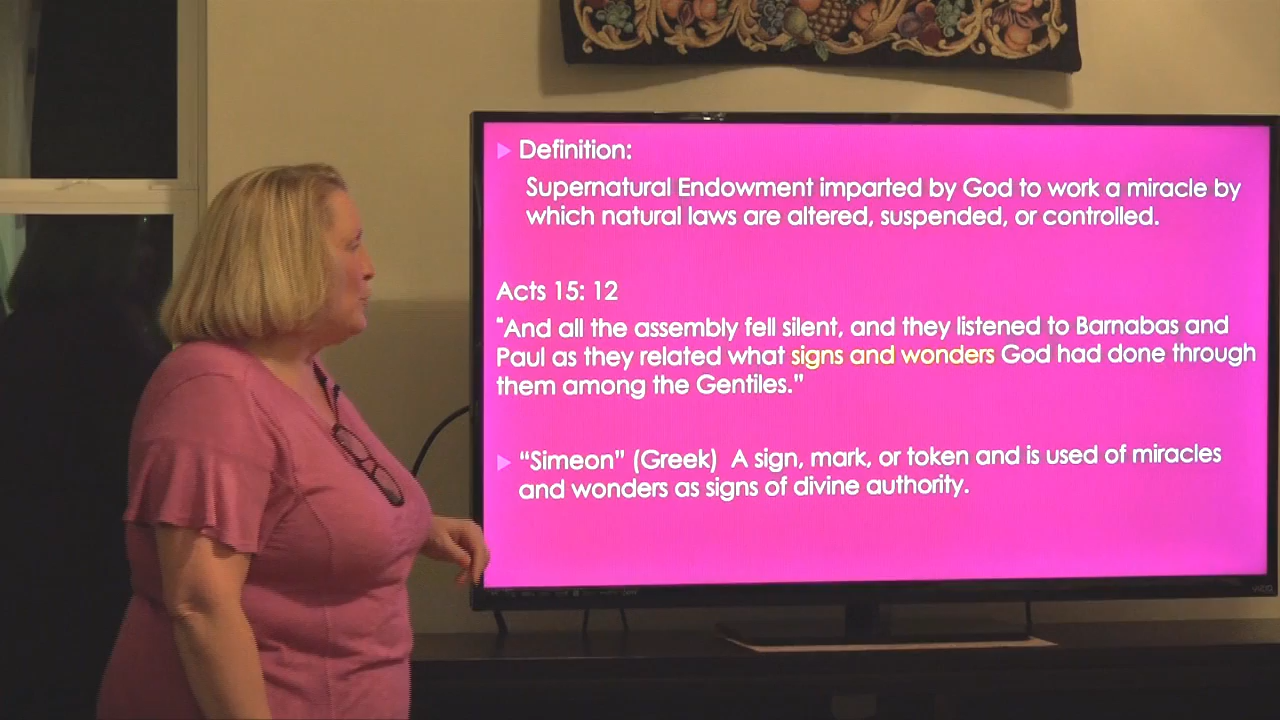 Definition:
Supernatural Endowment imparted by God to work a miracle by
which natural laws are altered, suspended, or controlled.
Acts 15: 12
“And all the assembly fell silent, and they listened to Barnabas and
Paul as they related what signs and wonders God had done through
them among the Gentiles.”
“Simeon” (Greek)  A sign, mark, or token and is used of miracles
and wonders as signs of divine authority.
VIZIO